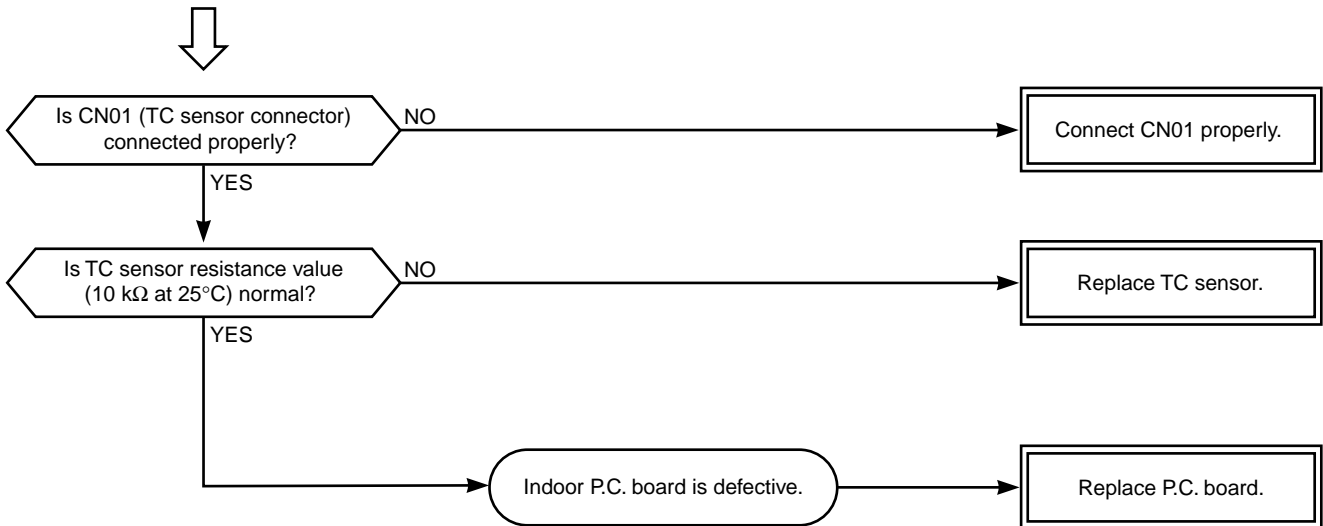 Is CN01 (TC sensor connector)
connected properly?
NO
Connect CN01 properly.
YES
Is TC sensor resistance value
(10 kΩ at 25°C) normal?
NO
Replace TC sensor.
YES
Indoor P.C. board is defective.
Replace P.C. board.